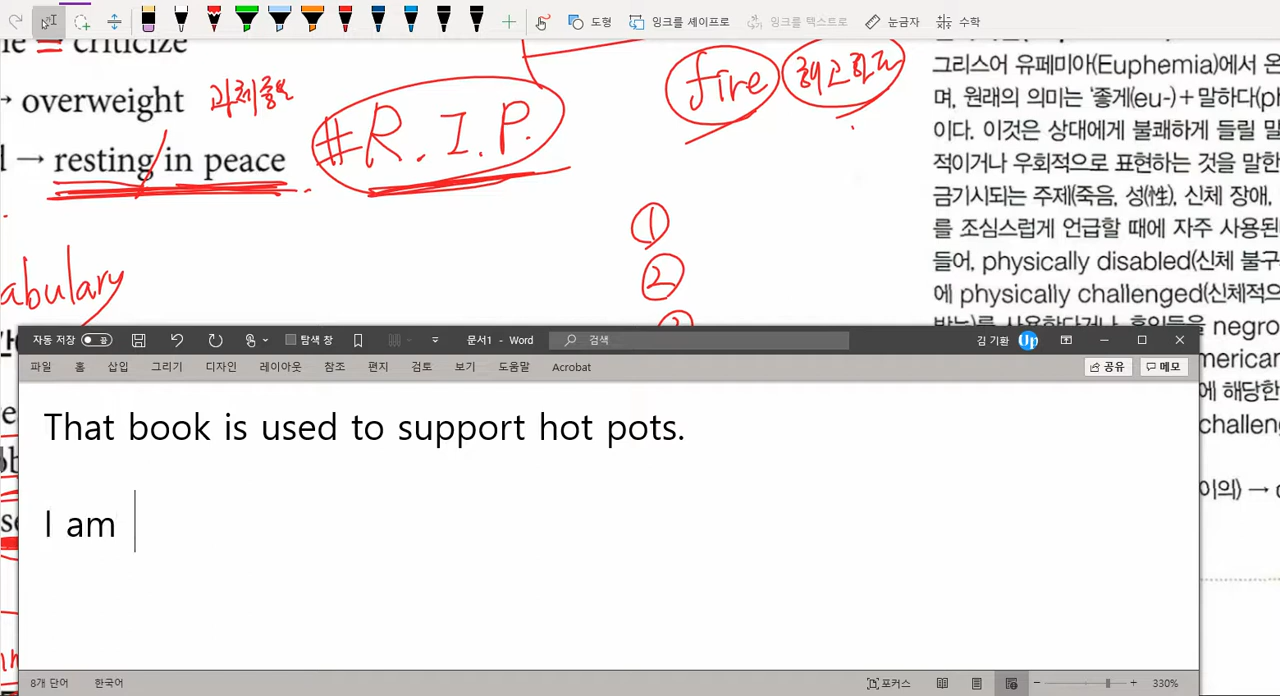 도형 잉크를 셰이프로 잉크를 텍스트로 눈금자 수학
criticize
→ overweight 과체중
→ resting in peace
#R.I.P.
fire 해고하다
①
②
③
abulary
그리스어 유페미아(Euphemia)에서 온
며, 원래의 의미는 '좋게(eu-)+말하다(ph
이다. 이것은 상대에게 불쾌하게 들릴 말
적이거나 우회적으로 표현하는 것을 말한
금기시되는 주제(죽음, 성(性), 신체 장애,
를 조심스럽게 언급할 때에 자주 사용된
들어, physically disabled(신체 불구
에 physically challenged(신체적으
negro
merican
에 해당한
challen
이의) →
자동 저장 끔 탐색 창 문서1 - Word 검색 김 기환 Up
파일 홈 삽입 그리기 디자인 레이아웃 참조 편지 검토 보기 도움말 Acrobat 공유 메모
That book is used to support hot pots.
I am
8개 단어 한국어 포커스 330%